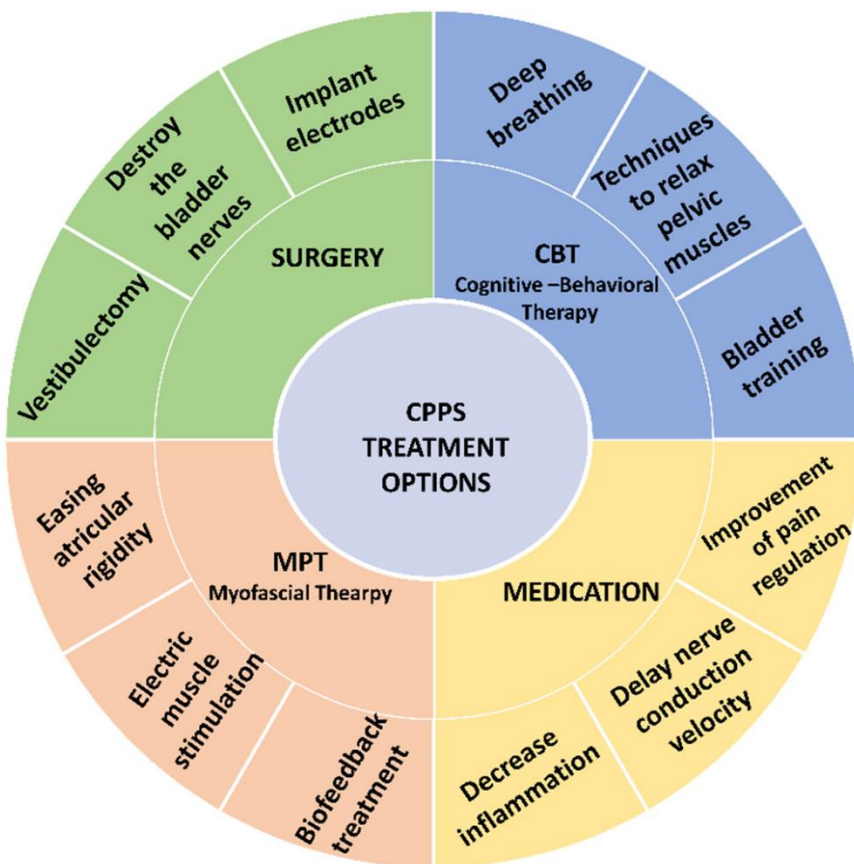 CPPS
TREATMENT
OPTIONS
SURGERY
Vestibulectomy
Destroy
the
bladder
nerves
Implant
electrodes
CBT
Cognitive –Behavioral
Therapy
Deep
breathing
Techniques
to relax
pelvic
muscles
Bladder
training
MEDICATION
Improvement
of pain
regulation
Delay nerve
conduction
velocity
Decrease
inflammation
MPT
Myofascial Thearpy
Biofeedback
treatment
Electric
muscle
stimulation
Easing
atricular
rigidity